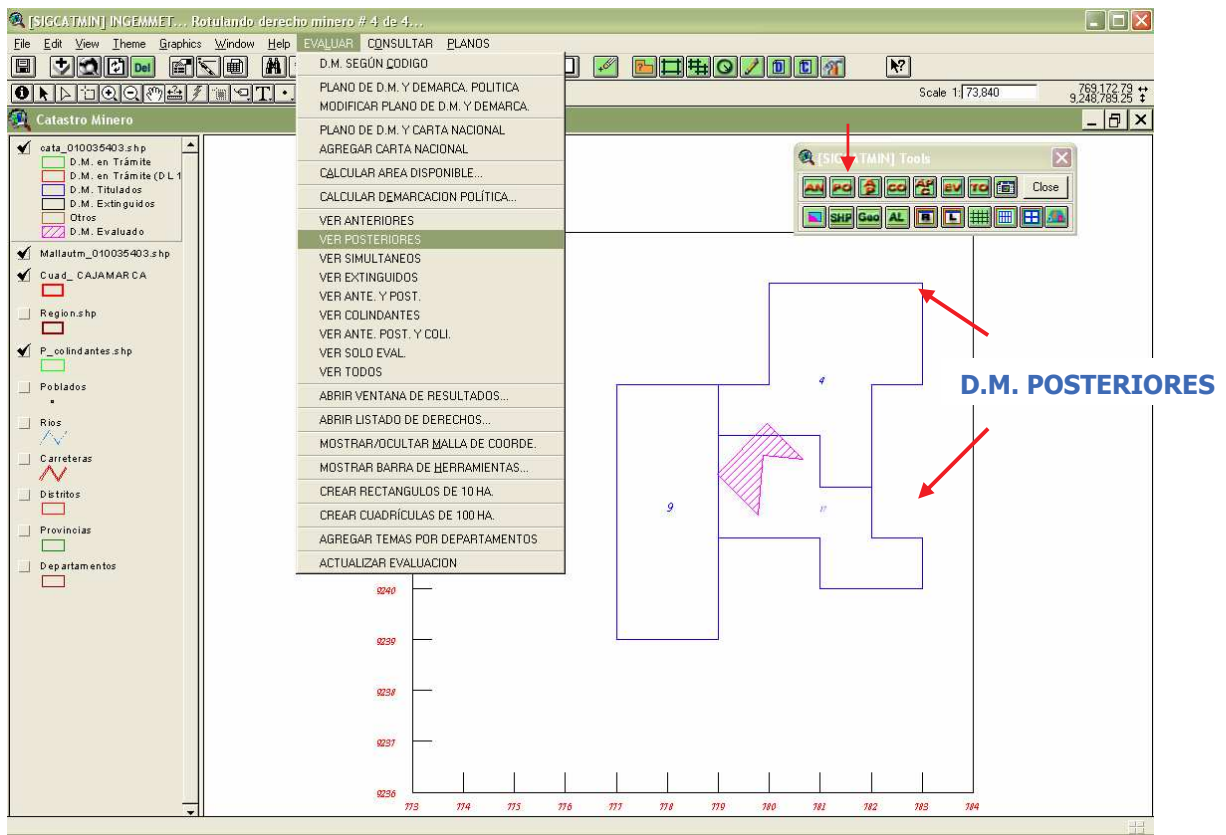 [SIGCATMIN] INGEMMET... Rotulando derecho minero # 4 de 4...
File Edit View Theme Graphics Window Help EVALUAR CONSULTAR PLANOS
Del
Scale 1: 73,840
769,172.79
9,248,789.25
Catastro Minero
cata_010035403.shp
D.M. en Trámite
D.M. en Trámite (D L 1
D.M. Titulados
D.M. Extinguidos
Otros
D.M. Evaluado
Mallautm_010035403.shp
Cuad_ CAJAMARCA
Region.shp
P_colindantes.shp
Poblados
Rios
Carreteras
Distritos
Provincias
Departamentos
D.M. SEGÚN CODIGO
PLANO DE D.M. Y DEMARCA. POLITICA
MODIFICAR PLANO DE D.M. Y DEMARCA.
PLANO DE D.M. Y CARTA NACIONAL
AGREGAR CARTA NACIONAL
CALCULAR AREA DISPONIBLE...
CALCULAR DEMARCACION POLÍTICA...
VER ANTERIORES
VER POSTERIORES
VER SIMULTANEOS
VER EXTINGUIDOS
VER ANTE. Y POST.
VER COLINDANTES
VER ANTE. POST. Y COLI.
VER SOLO EVAL.
VER TODOS
ABRIR VENTANA DE RESULTADOS...
ABRIR LISTADO DE DERECHOS...
MOSTRAR/OCULTAR MALLA DE COORDE.
MOSTRAR BARRA DE HERRAMIENTAS...
CREAR RECTANGULOS DE 10 HA.
CREAR CUADRÍCULAS DE 100 HA.
AGREGAR TEMAS POR DEPARTAMENTOS
ACTUALIZAR EVALUACION
[SIGCATMIN] Tools
AN PO CO EV TO Close
SHP Geo AL R L
4
9
D.M. POSTERIORES
9240
9239
9238
9237
9236
773 774 775 776 777 778 779 780 781 782 783 784